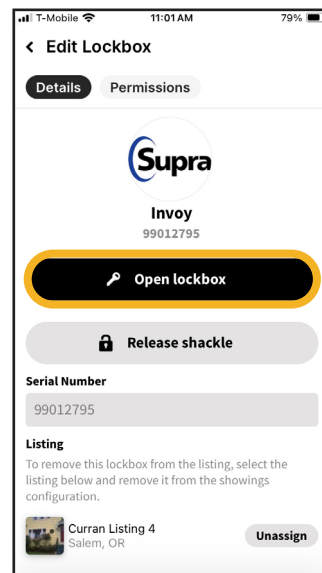 T-Mobile 11:01 AM 79%
Edit Lockbox
Details Permissions
Supra
Invoy
99012795
Open lockbox
Release shackle
Serial Number
99012795
Listing
To remove this lockbox from the listing, select the
listing below and remove it from the showings
configuration.
Curran Listing 4
Salem, OR
Unassign